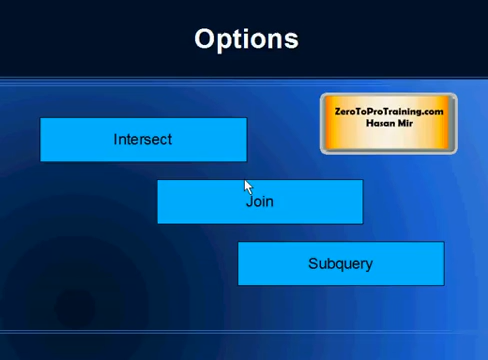 Options
ZeroToProTraining.com
Hasan Mir
Intersect
Join
Subquery